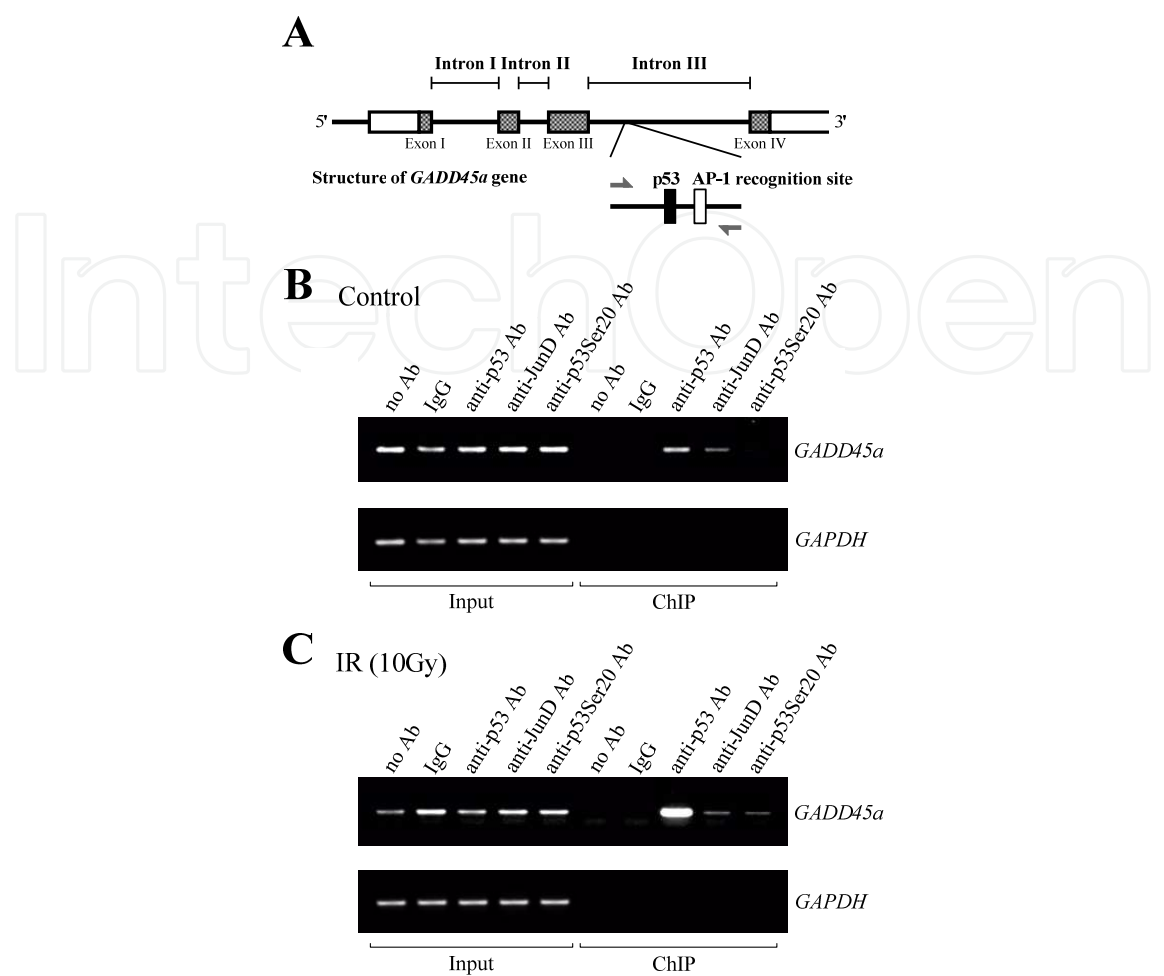 A
Intron I Intron II Intron III
5' 3'
Exon I Exon II Exon III Exon IV
Structure of GADD45a gene
p53 AP-1 recognition site
IntechOpen
B Control
no Ab IgG anti-p53 Ab anti-JunD Ab anti-p53Ser20 Ab no Ab IgG anti-p53 Ab anti-JunD Ab anti-p53Ser20 Ab
GADD45a
GAPDH
Input ChIP
C IR (10Gy)
no Ab IgG anti-p53 Ab anti-JunD Ab anti-p53Ser20 Ab no Ab IgG anti-p53 Ab anti-JunD Ab anti-p53Ser20 Ab
GADD45a
GAPDH
Input ChIP